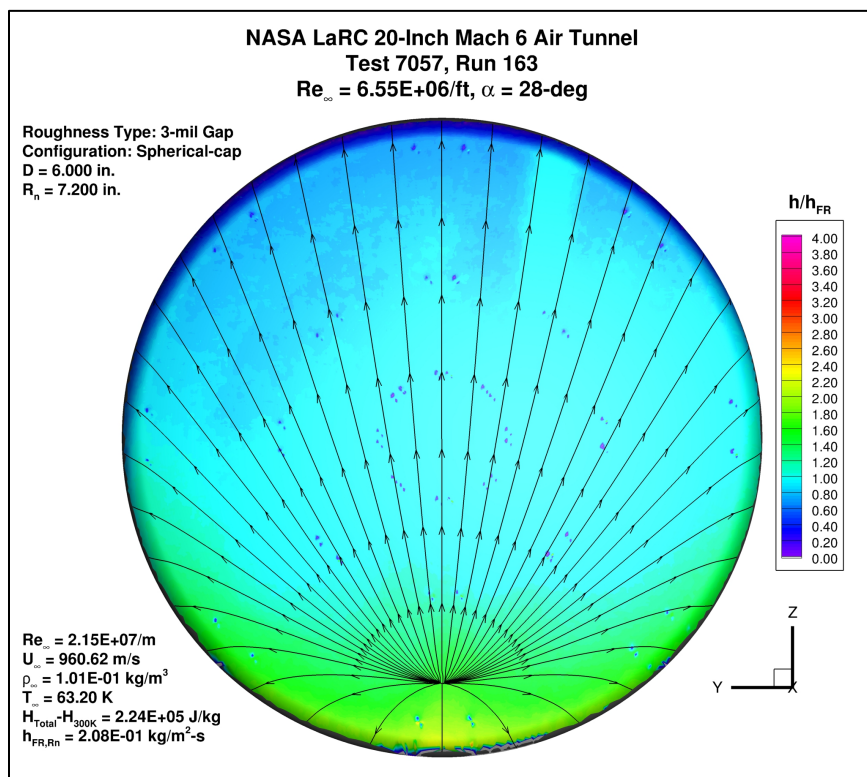 NASA LaRC 20-Inch Mach 6 Air Tunnel
Test 7057, Run 163
Re∞ = 6.55E+06/ft, α = 28-deg
Roughness Type: 3-mil Gap
Configuration: Spherical-cap
D = 6.000 in.
Rn = 7.200 in.
h/hFR
4.00
3.80
3.60
3.40
3.20
3.00
2.80
2.60
2.40
2.20
2.00
1.80
1.60
1.40
1.20
1.00
0.80
0.60
0.40
0.20
0.00
Re∞ = 2.15E+07/m
U∞ = 960.62 m/s
ρ∞ = 1.01E-01 kg/m³
T∞ = 63.20 K
HTotal-H300K = 2.24E+05 J/kg
hFR,Rn = 2.08E-01 kg/m²-s
Z
Y
X